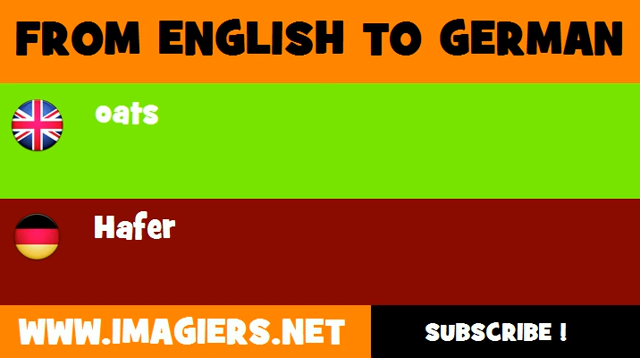 FROM ENGLISH TO GERMAN
oats
Hafer
WWW.IMAGIERS.NET
SUBSCRIBE !